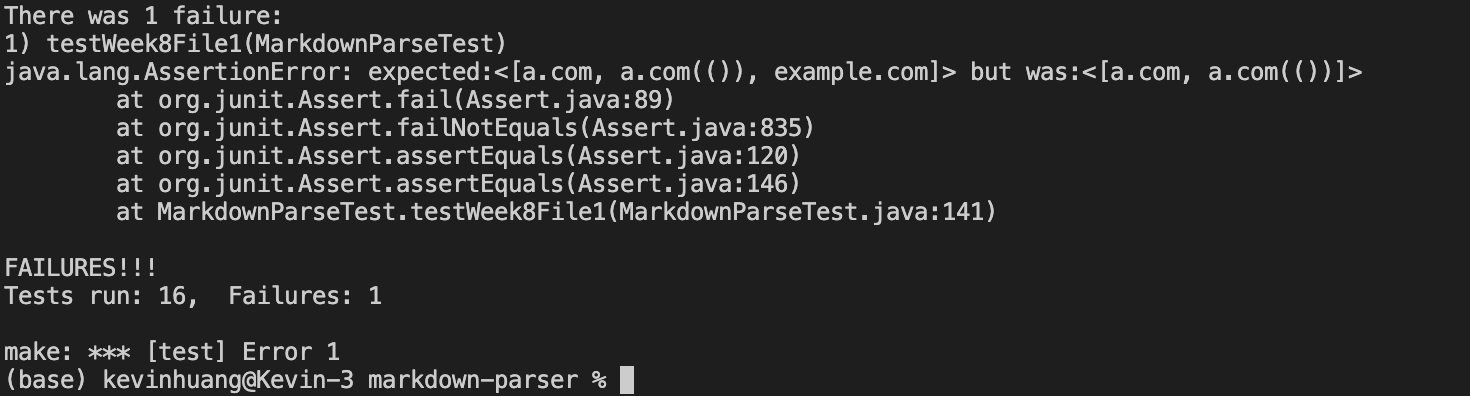 There was 1 failure:
1) testWeek8File1(MarkdownParseTest)
java.lang.AssertionError: expected:<[a.com, a.com(()), example.com]> but was:<[a.com, a.com(())]>
        at org.junit.Assert.fail(Assert.java:89)
        at org.junit.Assert.failNotEquals(Assert.java:835)
        at org.junit.Assert.assertEquals(Assert.java:120)
        at org.junit.Assert.assertEquals(Assert.java:146)
        at MarkdownParseTest.testWeek8File1(MarkdownParseTest.java:141)

FAILURES!!!
Tests run: 16,  Failures: 1

make: *** [test] Error 1
(base) kevinhuang@Kevin-3 markdown-parser %